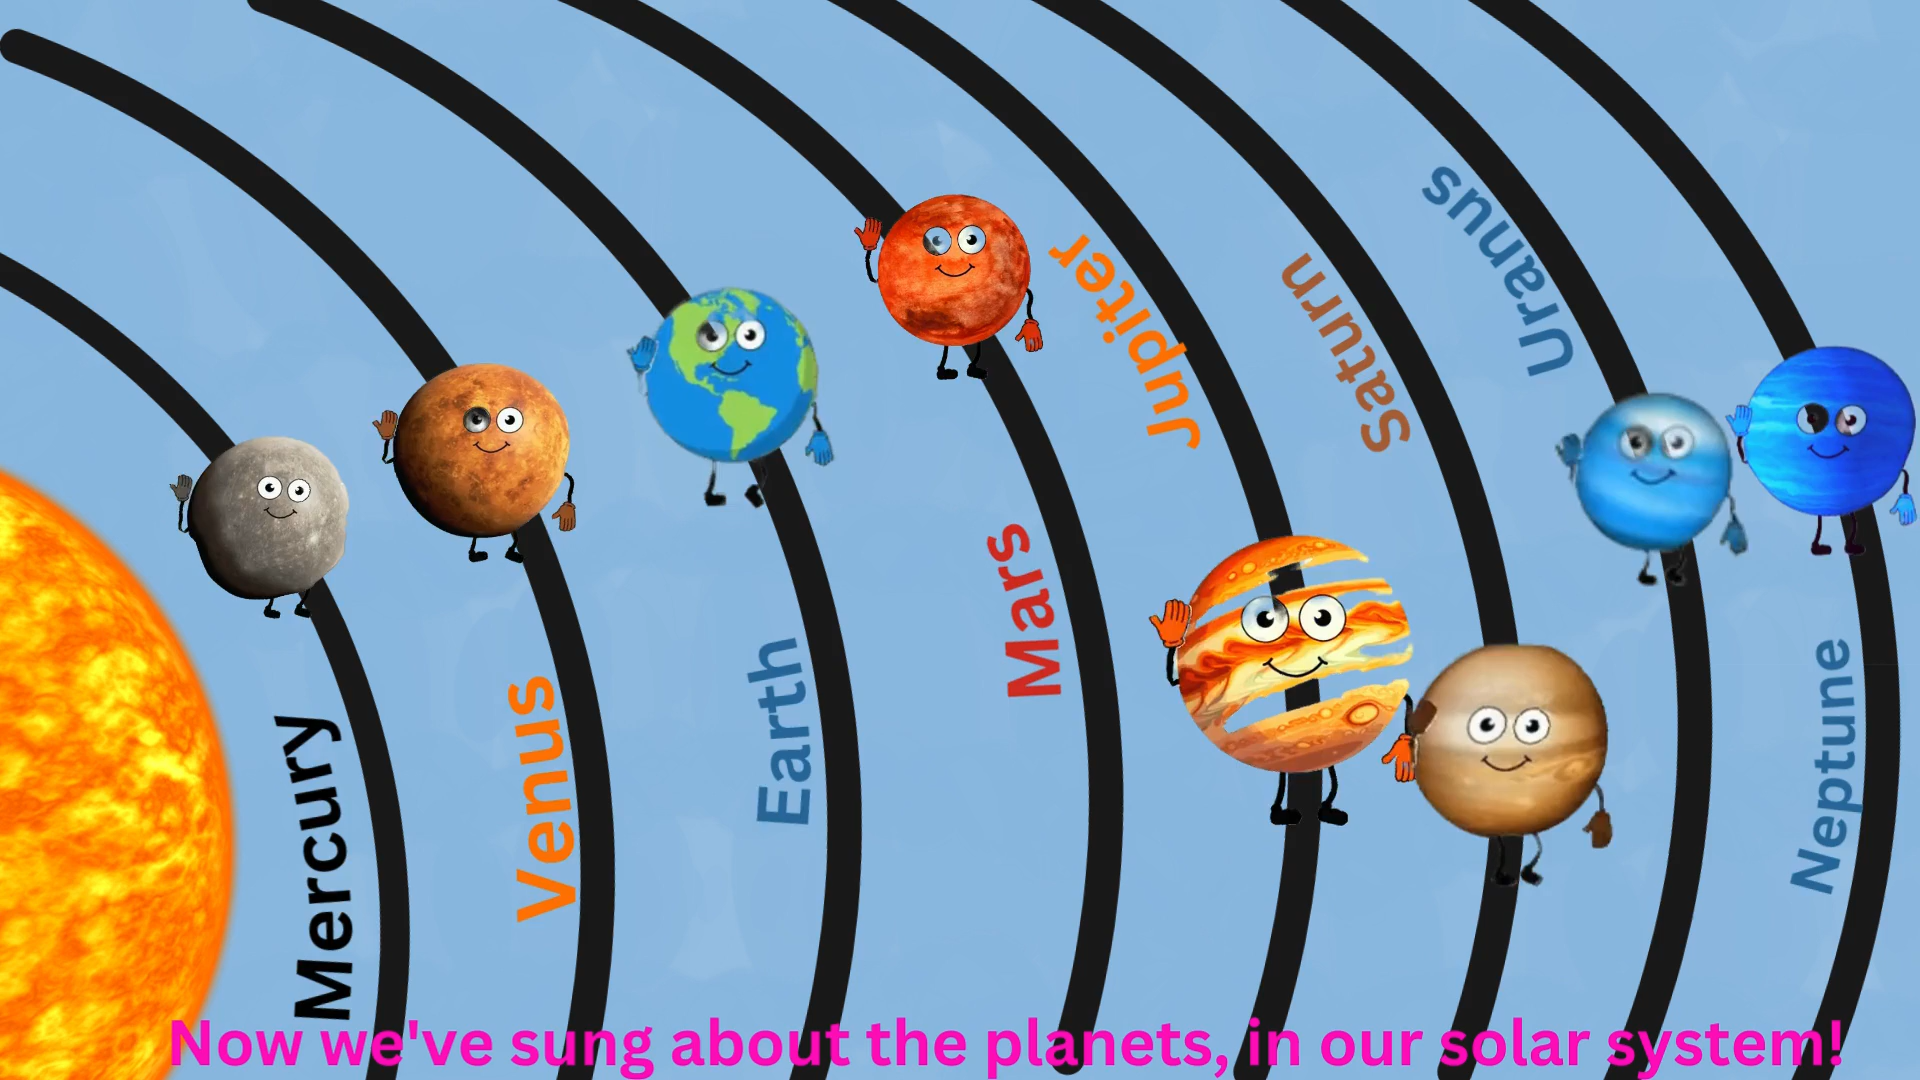 Mercury
Venus
Earth
Mars
Jupiter
Saturn
Uranus
Neptune
Now we've sung about the planets, in our solar system!